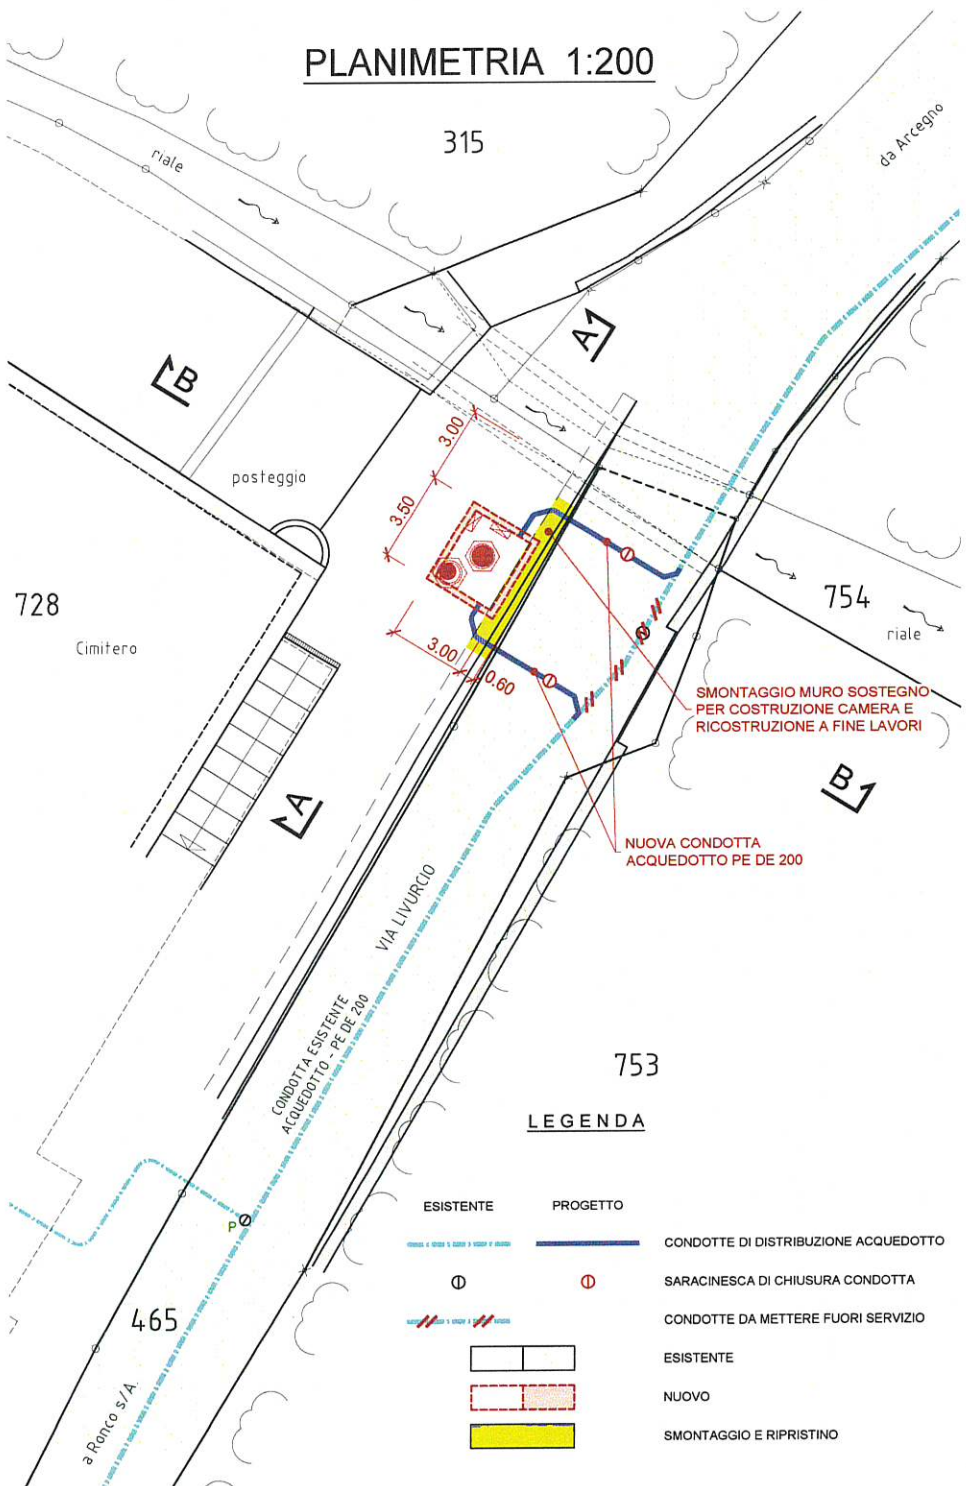 PLANIMETRIA 1:200
315
da Arcegno
riale
A1
B
3.00
posteggio
3.50
728
Cimitero
754
riale
3.00
0.60
SMONTAGGIO MURO SOSTEGNO
PER COSTRUZIONE CAMERA E
RICOSTRUZIONE A FINE LAVORI
B1
A
NUOVA CONDOTTA
ACQUEDOTTO PE DE 200
VIA LIVURCIO
CONDOTTA ESISTENTE
ACQUEDOTTO - PE DE 200
753
LEGENDA
P
ESISTENTE PROGETTO
CONDOTTE DI DISTRIBUZIONE ACQUEDOTTO
SARACINESCA DI CHIUSURA CONDOTTA
465
CONDOTTE DA METTERE FUORI SERVIZIO
ESISTENTE
NUOVO
a Ronco s/A.
SMONTAGGIO E RIPRISTINO